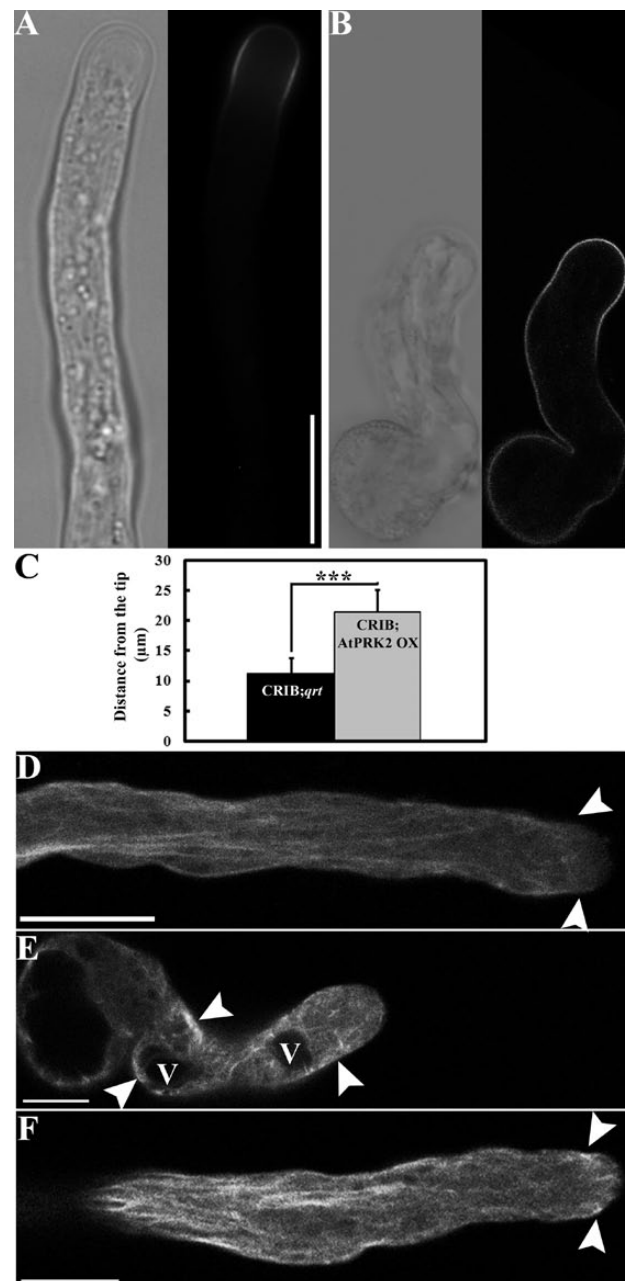 A
B
C
30
25
20
15
10
5
0
Distance from the tip
(μm)
***
CRIB;qrt
CRIB;
AtPRK2 OX
D
E
V
V
F